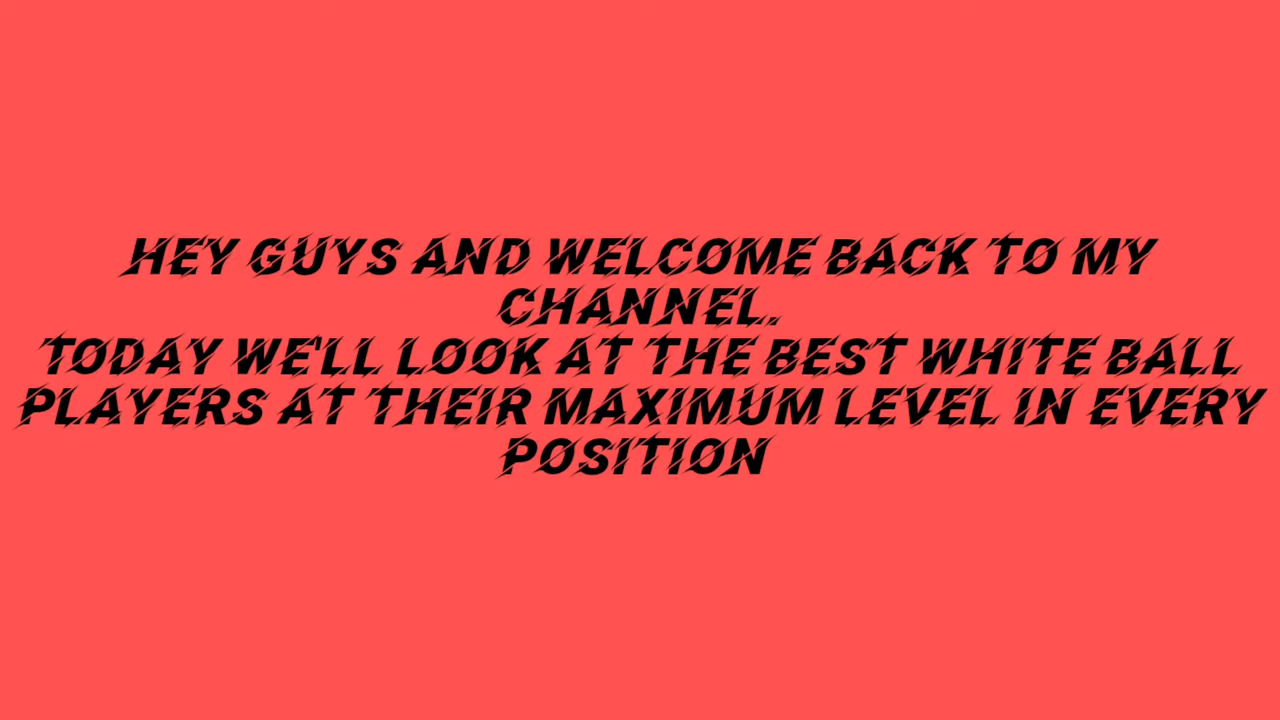 HEY GUYS AND WELCOME BACK TO MY
CHANNEL.
TODAY WE'LL LOOK AT THE BEST WHITE BALL
PLAYERS AT THEIR MAXIMUM LEVEL IN EVERY
POSITION